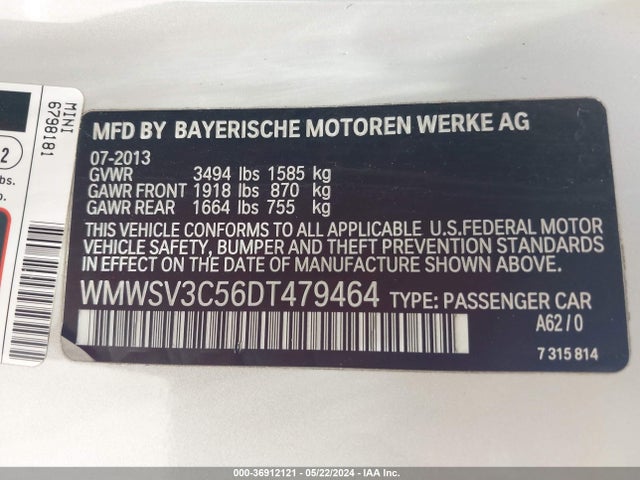 MINI
6798181
2
lbs.
p.
MFD BY BAYERISCHE MOTOREN WERKE AG
07-2013
GVWR 3494 lbs 1585 kg
GAWR FRONT 1918 lbs 870 kg
GAWR REAR 1664 lbs 755 kg
THIS VEHICLE CONFORMS TO ALL APPLICABLE U.S.FEDERAL MOTOR
VEHICLE SAFETY, BUMPER AND THEFT PREVENTION STANDARDS
IN EFFECT ON THE DATE OF MANUFACTURE SHOWN ABOVE.
WMWSV3C56DT479464 TYPE: PASSENGER CAR
A62/0
7 315 814
000-36912121 - 05/22/2024 - IAA Inc.